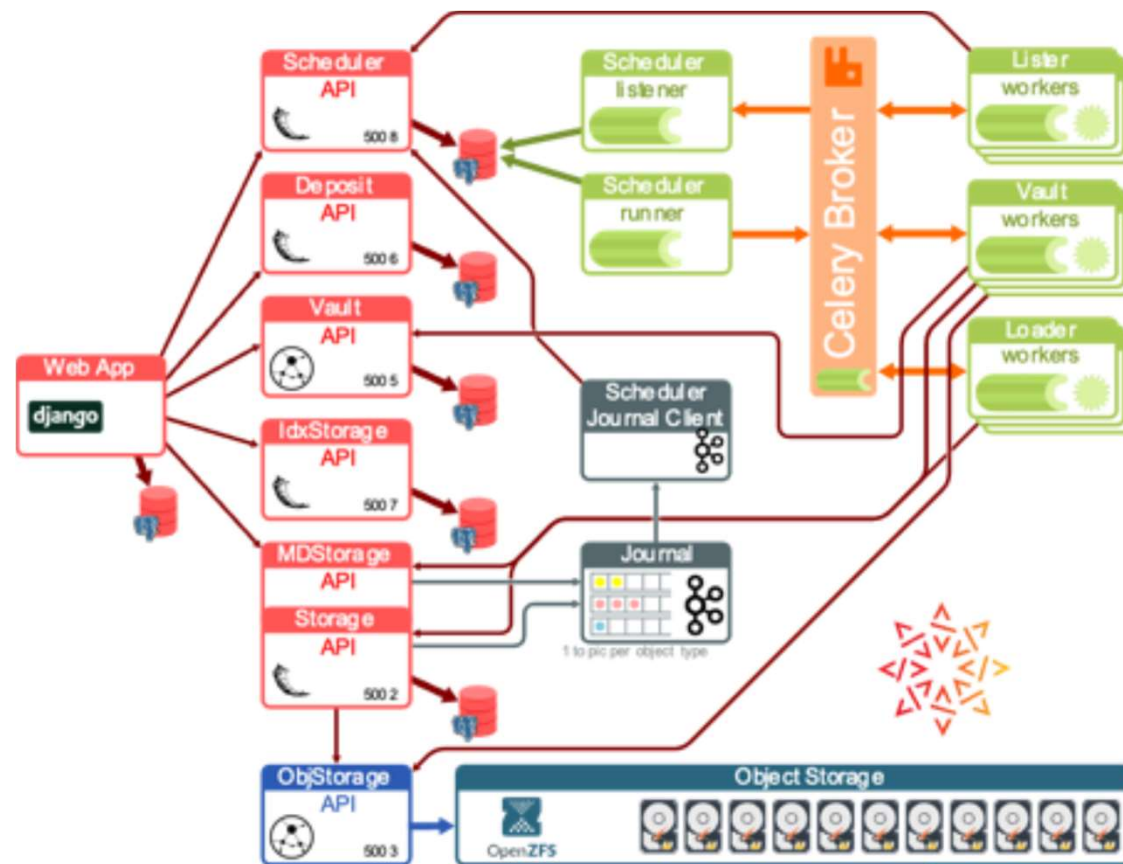 Scheduler
API
5008
Deposit
API
5006
Vault
API
5005
Web App
django
IdxStorage
API
5007
MDStorage
API
Storage
API
5002
ObjStorage
API
5003
Scheduler
listener
Scheduler
runner
Celery Broker
Lister
workers
Vault
workers
Loader
workers
Scheduler
Journal Client
Journal
1 topic per object type
Object Storage
OpenZFS